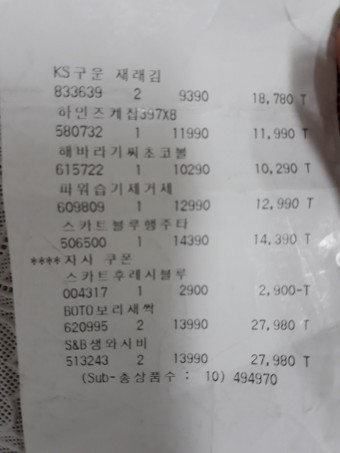 KS구운 재래김
833639 2 9390 18,780 T
하인즈케찹397X8
580732 1 11990 11,990 T
해바라기씨초코볼
615722 1 10290 10,290 T
파워습기제거제
609809 1 12990 12,990 T
스카트블루행주타
506500 1 14390 14,390 T
****자사 쿠폰
스카트후레시블루
004317 1 2900 2,900-T
BOTO보리새싹
620995 2 13990 27,980 T
S&B생와시비
513243 2 13990 27,980 T
(Sub-총상품수 : 10) 494970